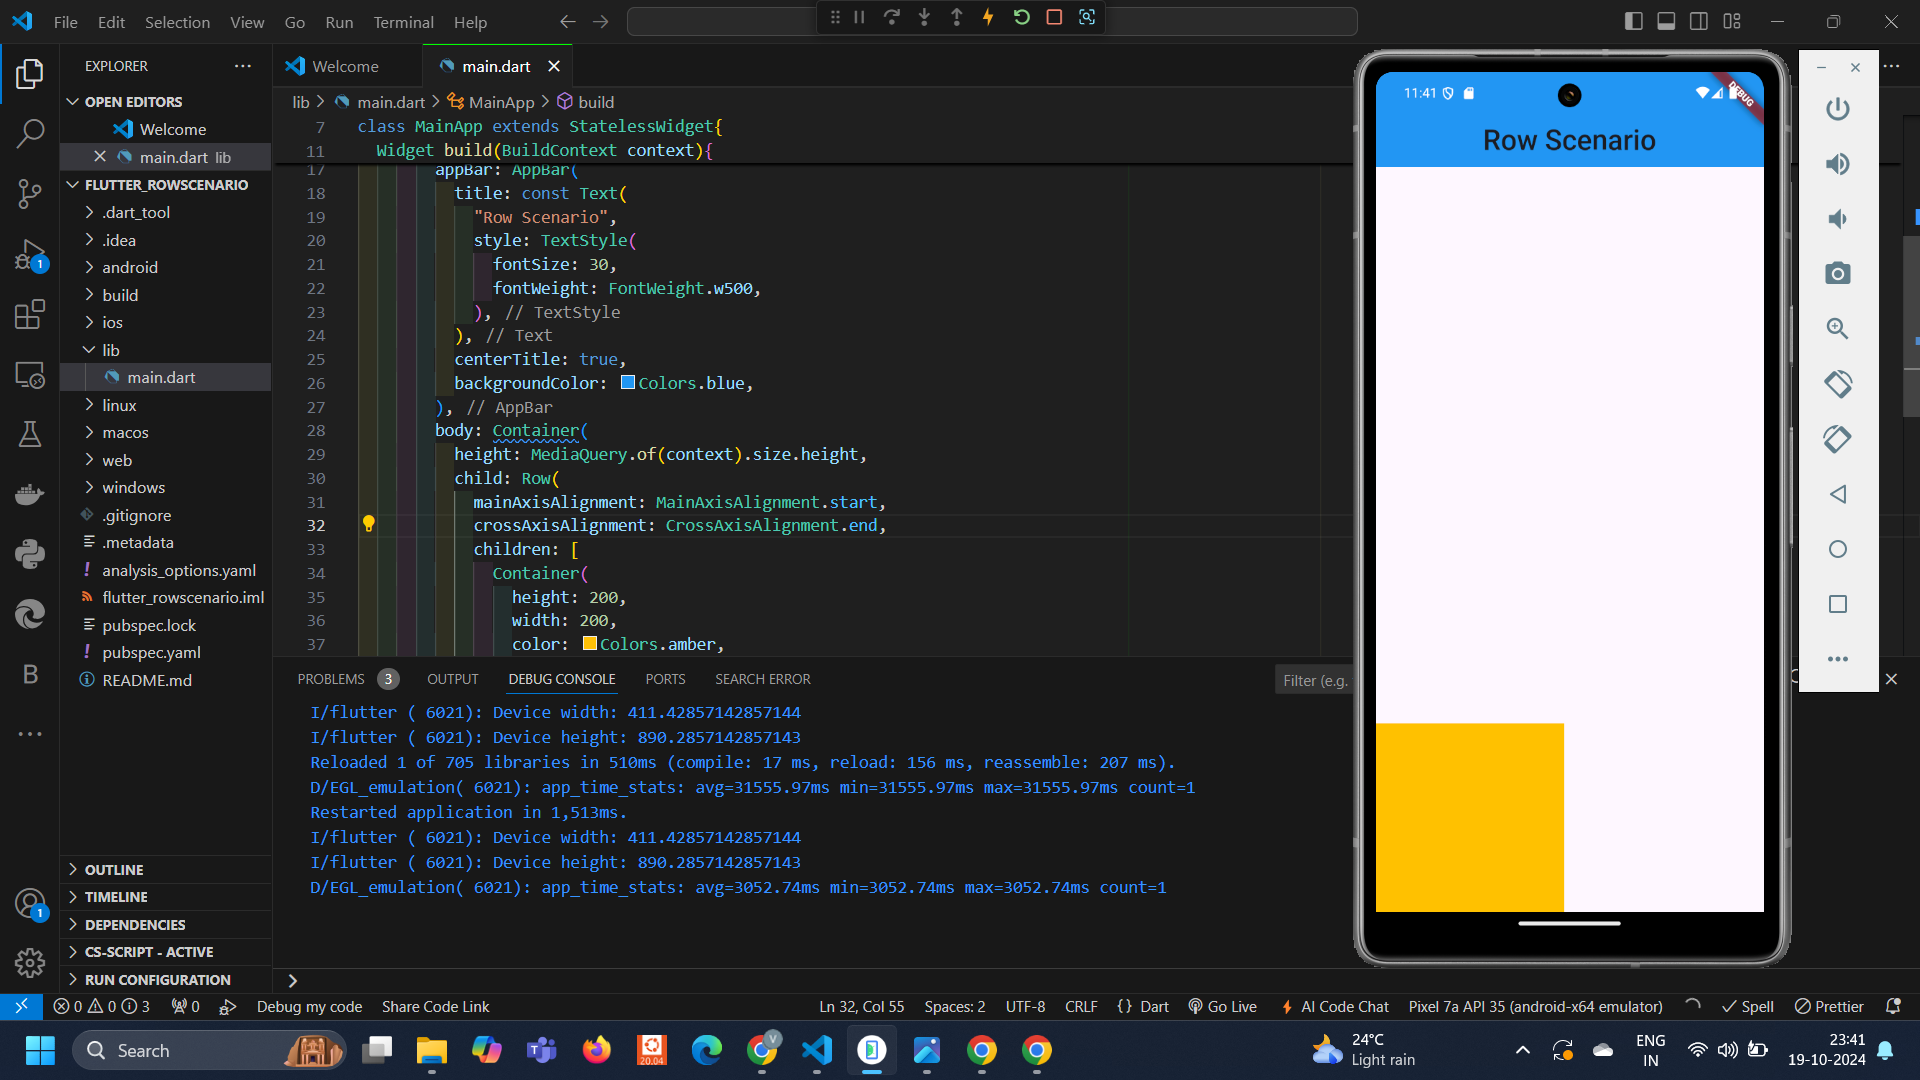 File Edit Selection View Go Run Terminal Help
EXPLORER
OPEN EDITORS
Welcome
main.dart lib
FLUTTER_ROWSCENARIO
.dart_tool
.idea
android
build
ios
lib
main.dart
linux
macos
web
windows
.gitignore
.metadata
analysis_options.yaml
flutter_rowscenario.iml
pubspec.lock
pubspec.yaml
README.md
OUTLINE
TIMELINE
DEPENDENCIES
CS-SCRIPT - ACTIVE
RUN CONFIGURATION
1
B
1
Welcome main.dart
lib > main.dart > MainApp > build
7 class MainApp extends StatelessWidget{
11 Widget build(BuildContext context){
17 appBar: AppBar(
18 title: const Text(
19 "Row Scenario",
20 style: TextStyle(
21 fontSize: 30,
22 fontWeight: FontWeight.w500,
23 ), // TextStyle
24 ), // Text
25 centerTitle: true,
26 backgroundColor: Colors.blue,
27 ), // AppBar
28 body: Container(
29 height: MediaQuery.of(context).size.height,
30 child: Row(
31 mainAxisAlignment: MainAxisAlignment.start,
32 crossAxisAlignment: CrossAxisAlignment.end,
33 children: [
34 Container(
35 height: 200,
36 width: 200,
37 color: Colors.amber,
PROBLEMS 3 OUTPUT DEBUG CONSOLE PORTS SEARCH ERROR Filter (e.g.
I/flutter ( 6021): Device width: 411.42857142857144
I/flutter ( 6021): Device height: 890.2857142857143
Reloaded 1 of 705 libraries in 510ms (compile: 17 ms, reload: 156 ms, reassemble: 207 ms).
D/EGL_emulation( 6021): app_time_stats: avg=31555.97ms min=31555.97ms max=31555.97ms count=1
Restarted application in 1,513ms.
I/flutter ( 6021): Device width: 411.42857142857144
I/flutter ( 6021): Device height: 890.2857142857143
D/EGL_emulation( 6021): app_time_stats: avg=3052.74ms min=3052.74ms max=3052.74ms count=1
11:41
DEBUG
Row Scenario
0 0 3 0 Debug my code Share Code Link Ln 32, Col 55 Spaces: 2 UTF-8 CRLF {} Dart Go Live AI Code Chat Pixel 7a API 35 (android-x64 emulator) Spell Prettier
Search
20.04
V
24°C
Light rain
ENG
IN
23:41
19-10-2024